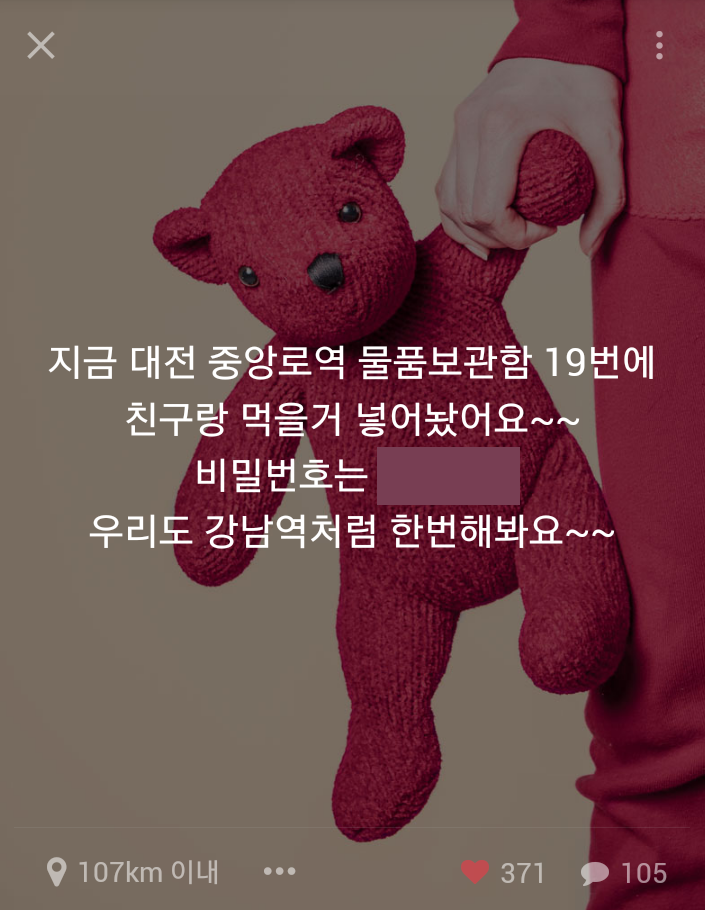 지금 대전 중앙로역 물품보관함 19번에
친구랑 먹을거 넣어놨어요~~
비밀번호는
우리도 강남역처럼 한번해봐요~~
107km 이내
371
105